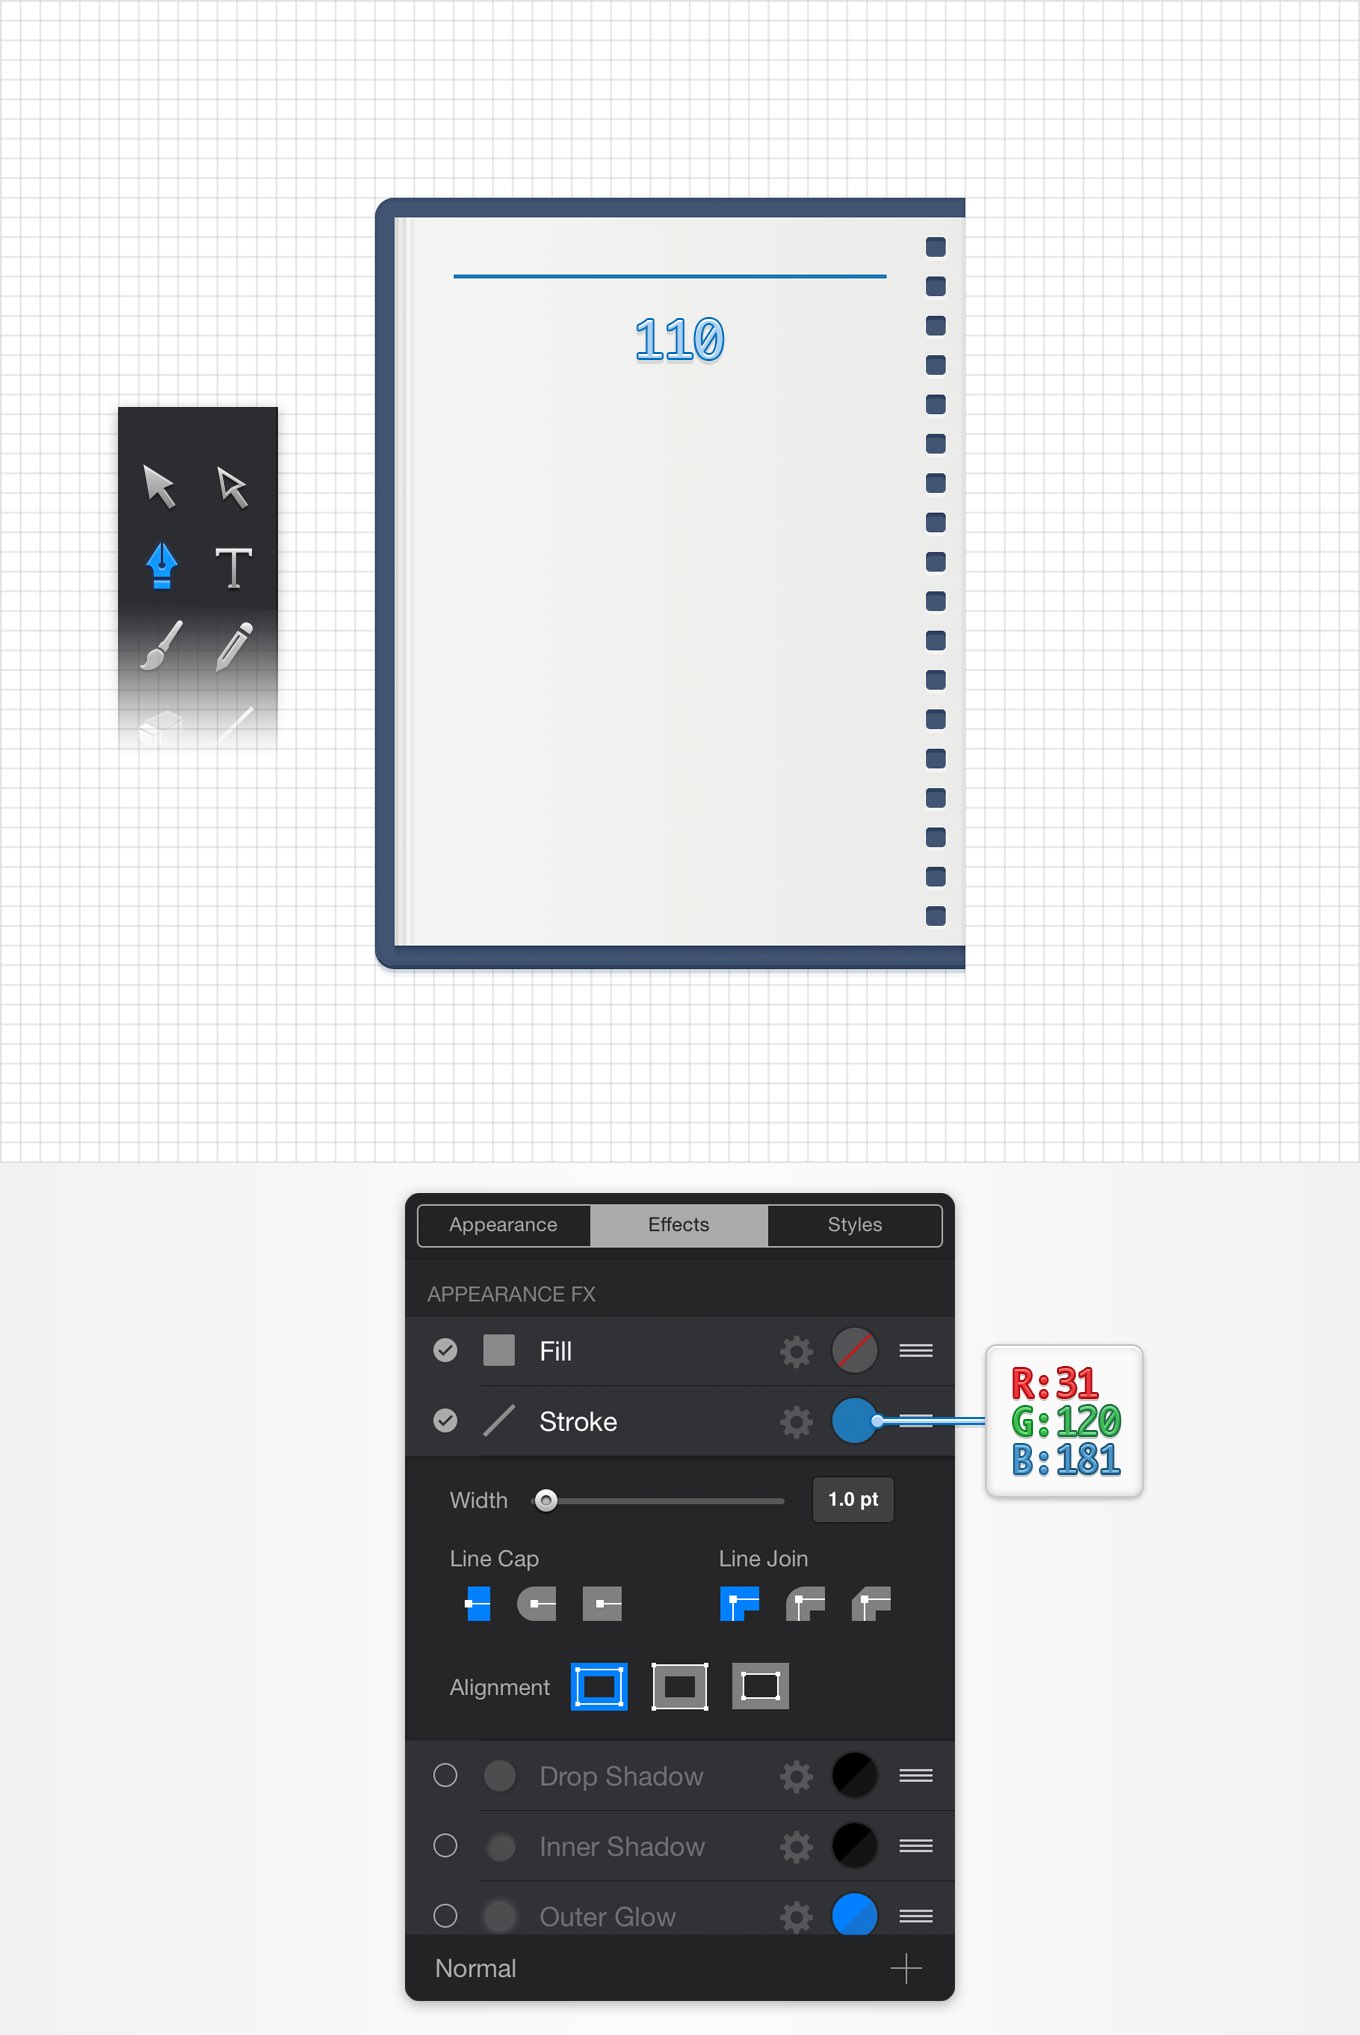 110
Appearance Effects Styles
APPEARANCE FX
Fill
Stroke
R:31
G:120
B:181
Width 1.0 pt
Line Cap Line Join
Alignment
Drop Shadow
Inner Shadow
Outer Glow
Normal